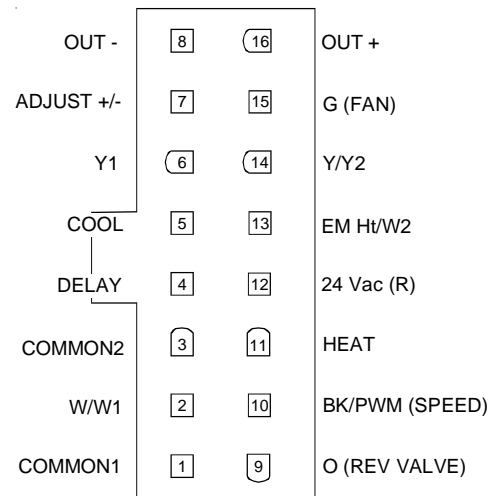 OUT - 8 16 OUT +
ADJUST +/- 7 15 G (FAN)
Y1 6 14 Y/Y2
COOL 5 13 EM Ht/W2
DELAY 4 12 24 Vac (R)
COMMON2 3 11 HEAT
W/W1 2 10 BK/PWM (SPEED)
COMMON1 1 9 O (REV VALVE)